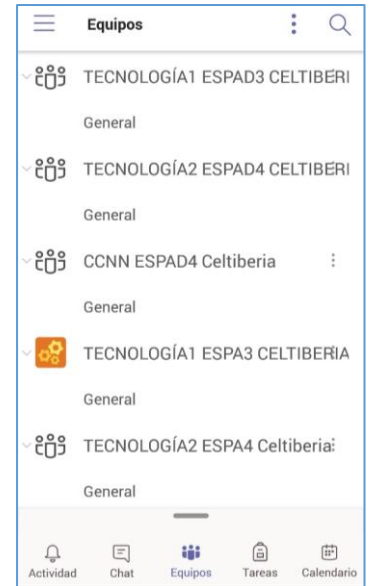 Equipos
TECNOLOGÍA1 ESPAD3 CELTIBERI
General
TECNOLOGÍA2 ESPAD4 CELTIBERI
General
CCNN ESPAD4 Celtiberia
General
TECNOLOGÍA1 ESPA3 CELTIBERIA
General
TECNOLOGÍA2 ESPA4 Celtiberia
General
Actividad Chat Equipos Tareas Calendario